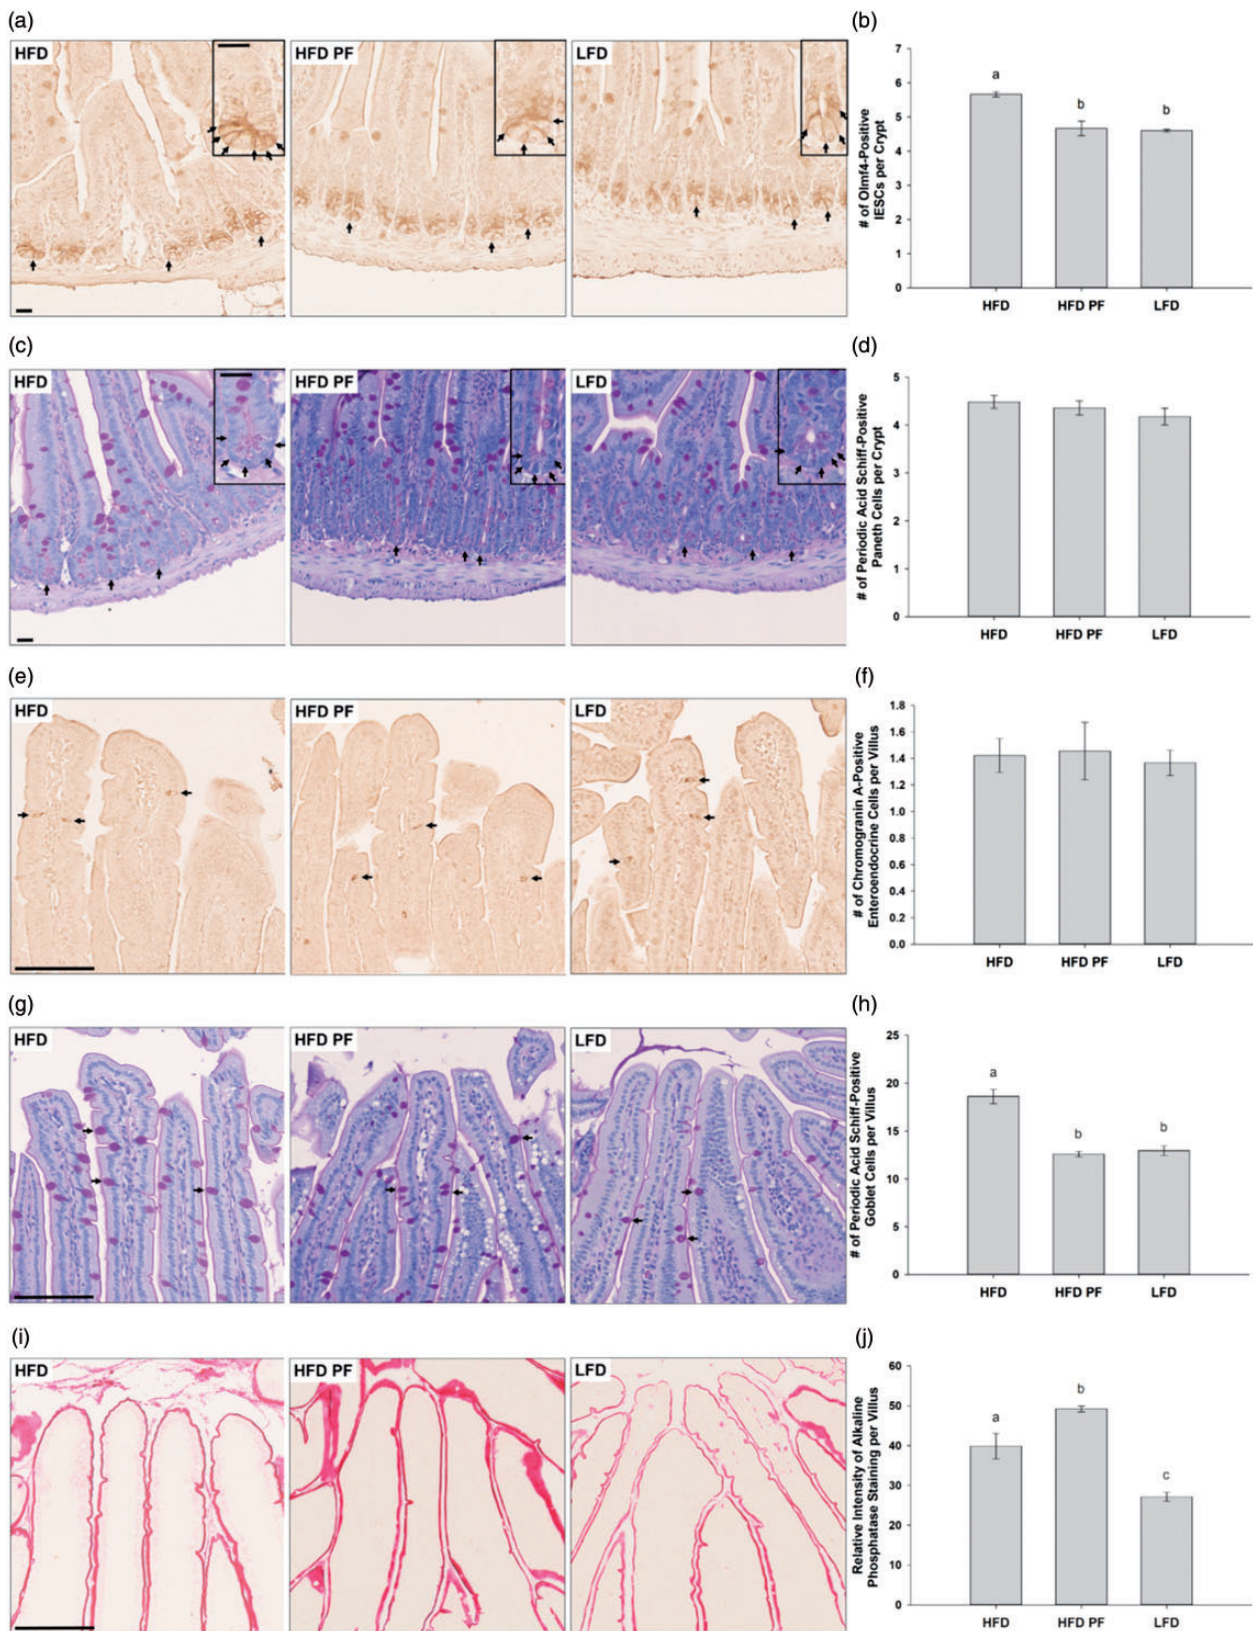 (a)
HFD
HFD PF
LFD
(b)
# of Olmf4-Positive
IESCs per Crypt
7
6
5
4
3
2
1
0
a
b
b
HFD
HFD PF
LFD
(c)
HFD
HFD PF
LFD
(d)
# of Periodic Acid Schiff-Positive
Paneth Cells per Crypt
5
4
3
2
1
0
HFD
HFD PF
LFD
(e)
HFD
HFD PF
LFD
(f)
# of Chromogranin A-Positive
Enteroendocrine Cells per Villus
1.8
1.6
1.4
1.2
1.0
0.8
0.6
0.4
0.2
0.0
HFD
HFD PF
LFD
(g)
HFD
HFD PF
LFD
(h)
# of Periodic Acid Schiff-Positive
Goblet Cells per Villus
25
20
15
10
5
0
a
b
b
HFD
HFD PF
LFD
(i)
HFD
HFD PF
LFD
(j)
Relative Intensity of Alkaline
Phosphatase Staining per Villus
60
50
40
30
20
10
0
a
b
c
HFD
HFD PF
LFD